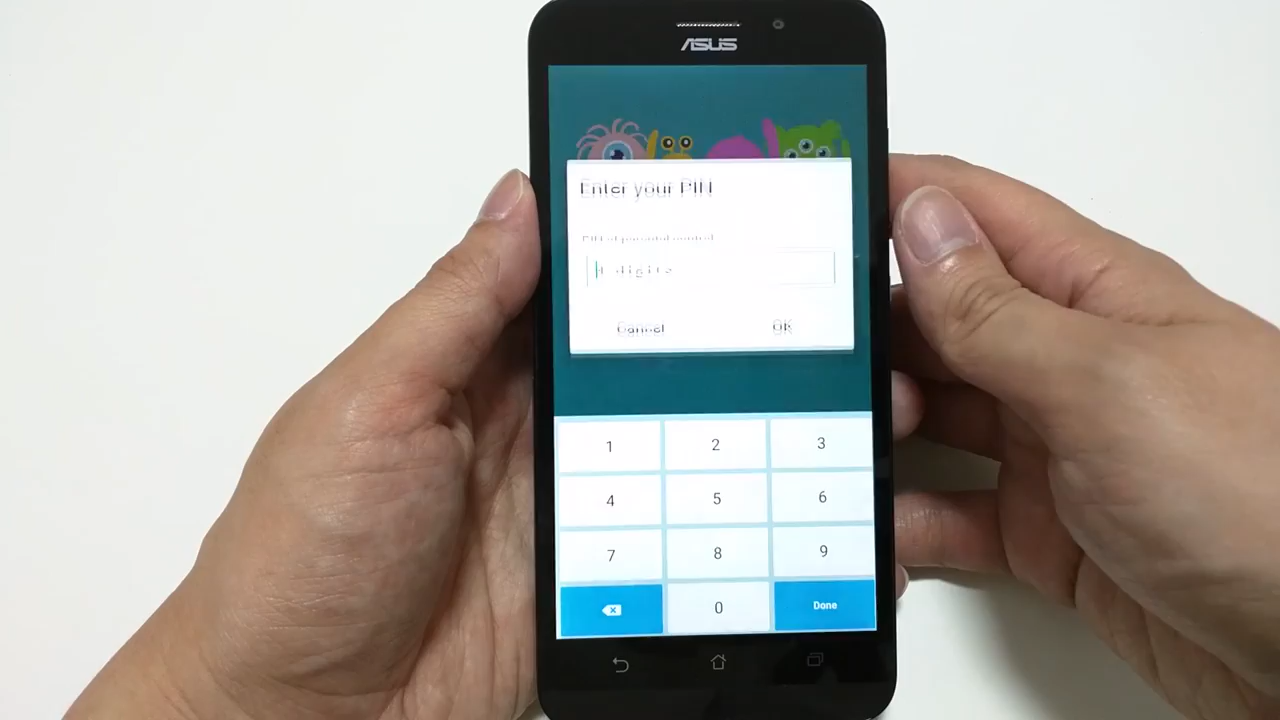 ASUS
Enter your PIN
PIN of parental control
4 digits
Cancel OK
1 2 3
4 5 6
7 8 9
0 Done